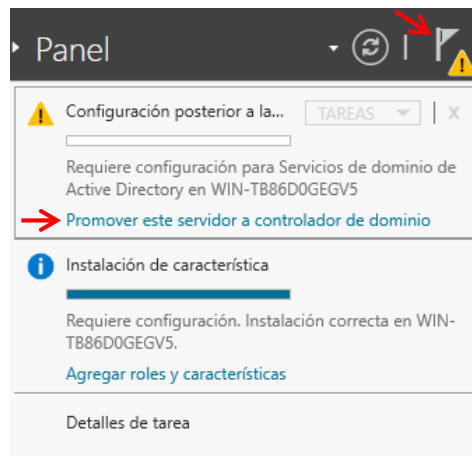 Panel
Configuración posterior a la...
TAREAS
X
Requiere configuración para Servicios de dominio de
Active Directory en WIN-TB86D0GEGV5
Promover este servidor a controlador de dominio
Instalación de característica
Requiere configuración. Instalación correcta en WIN-
TB86D0GEGV5.
Agregar roles y características
Detalles de tarea